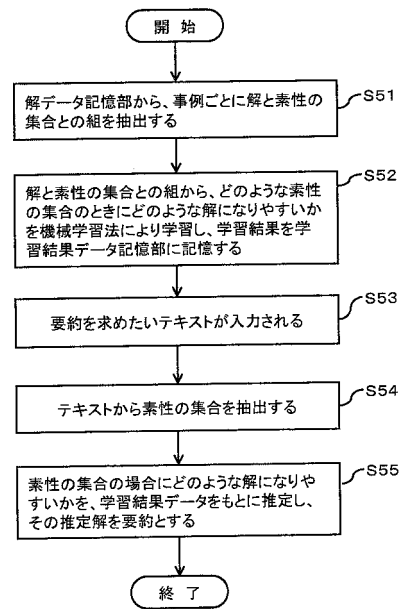 開 始
S51
解データ記憶部から、事例ごとに解と素性の
集合との組を抽出する
S52
解と素性の集合との組から、どのような素性
の集合のときにどのような解になりやすいか
を機械学習法により学習し、学習結果を学
習結果データ記憶部に記憶する
S53
要約を求めたいテキストが入力される
S54
テキストから素性の集合を抽出する
S55
素性の集合の場合にどのような解になりや
すいかを、学習結果データをもとに推定し、
その推定解を要約とする
終 了